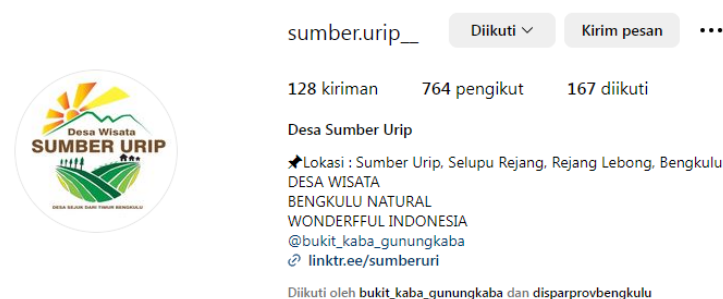 sumber.urip__ Diikuti Kirim pesan
128 kiriman 764 pengikut 167 diikuti
Desa Sumber Urip
📌Lokasi : Sumber Urip, Selupu Rejang, Rejang Lebong, Bengkulu
DESA WISATA
BENGKULU NATURAL
WONDERFFUL INDONESIA
@bukit_kaba_gunungkaba
linktr.ee/sumberuri
Diikuti oleh bukit_kaba_gunungkaba dan disparprovbengkulu
Desa Wisata
SUMBER URIP
DESA SEJUK DARI TIMUR BENGKULU